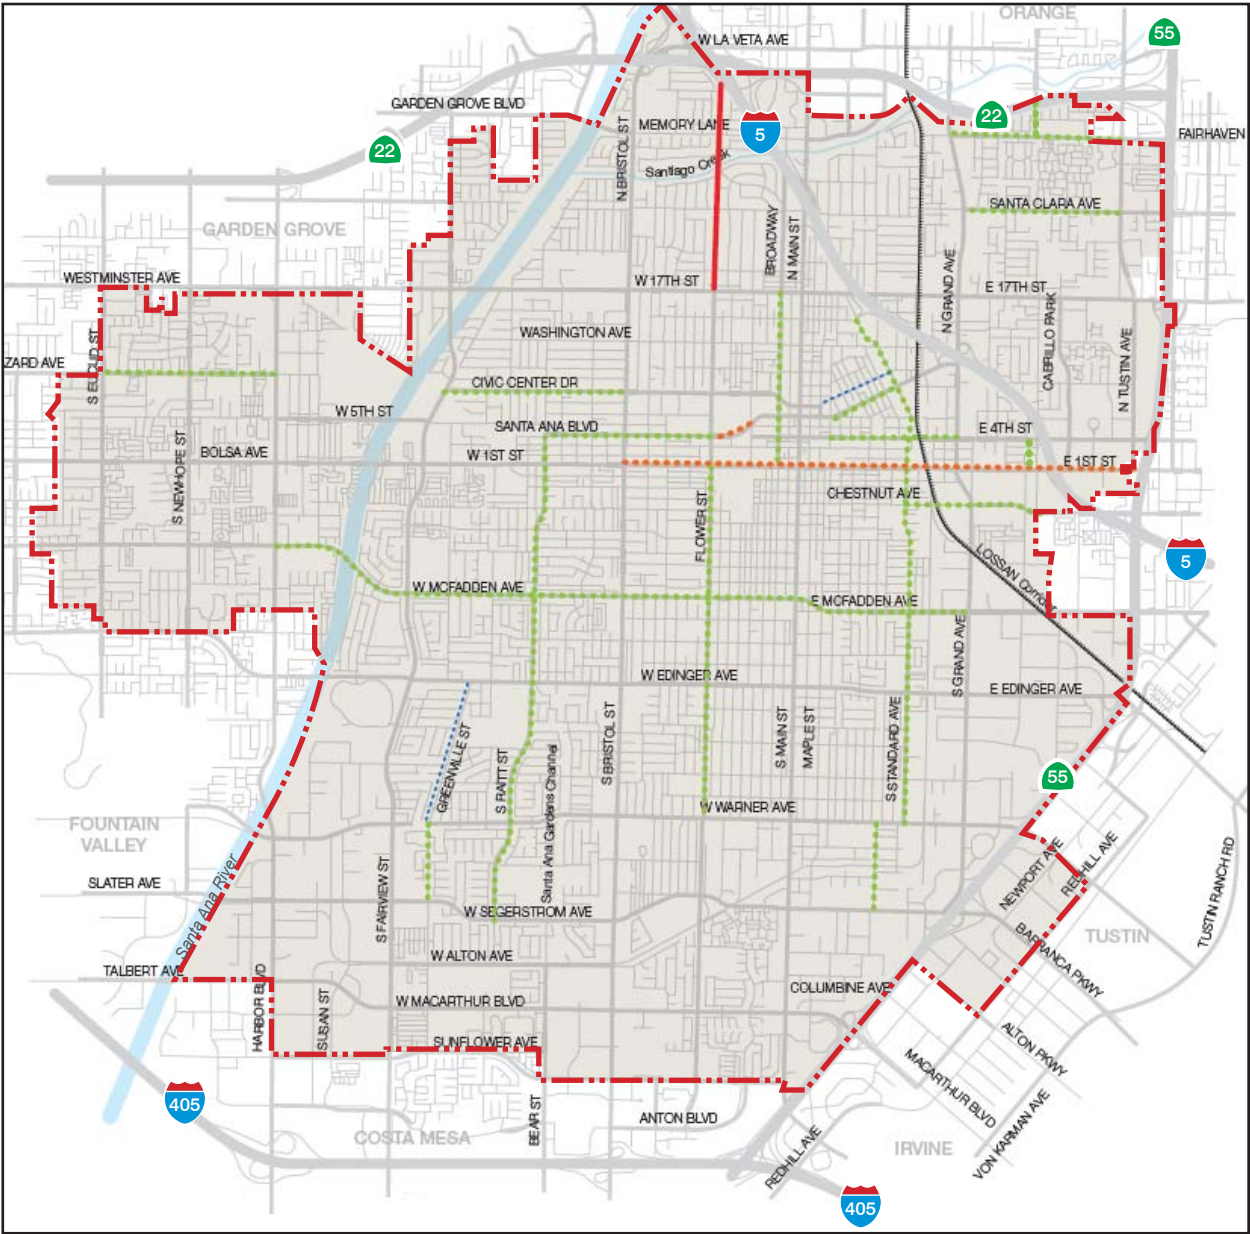 ORANGE
55
W LA VETA AVE
GARDEN GROVE BLVD
22
22
FAIRHAVEN
N BRISTOL ST
MEMORY LANE
5
Santiago Creek
SANTA CLARA AVE
GARDEN GROVE
BROADWAY
N MAIN ST
N GRAND AVE
WESTMINSTER AVE
W 17TH ST
E 17TH ST
CABRILLO PARK
N TUSTIN AVE
S EUCLID ST
WASHINGTON AVE
ZARD AVE
CIVIC CENTER DR
W 5TH ST
SANTA ANA BLVD
E 4TH ST
S NEWHOPE ST
BOLSA AVE
W 1ST ST
E 1ST ST
FLOWER ST
CHESTNUT AVE
LOSSAN Corridor
5
W MCFADDEN AVE
E MCFADDEN AVE
S GRAND AVE
W EDINGER AVE
E EDINGER AVE
GREENVILLE ST
S RAITT ST
Santa Ana Gardens Channel
S BRISTOL ST
S MAIN ST
MAPLE ST
S STANDARD AVE
55
W WARNER AVE
FOUNTAIN
VALLEY
Santa Ana River
SLATER AVE
S FAIRVIEW ST
NEWPORT AVE
REDHILL AVE
TUSTIN RANCH RD
W SEGERSTROM AVE
TUSTIN
BARRANCA PKWY
W ALTON AVE
TALBERT AVE
HARBOR BLVD
SUSAN ST
W MACARTHUR BLVD
COLUMBINE AVE
SUNFLOWER AVE
ALTON PKWY
MACARTHUR BLVD
VON KARMAN AVE
405
BEAR ST
ANTON BLVD
COSTA MESA
REDHILL AVE
IRVINE
405